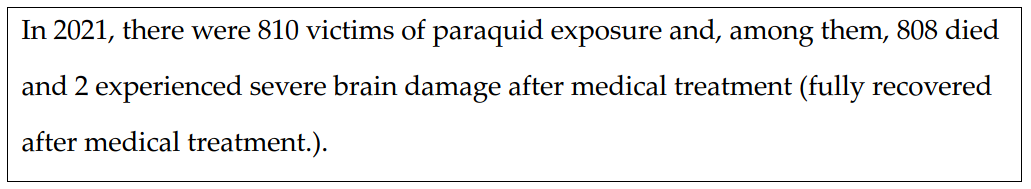 In 2021, there were 810 victims of paraquid exposure and, among them, 808 died
and 2 experienced severe brain damage after medical treatment (fully recovered
after medical treatment.).